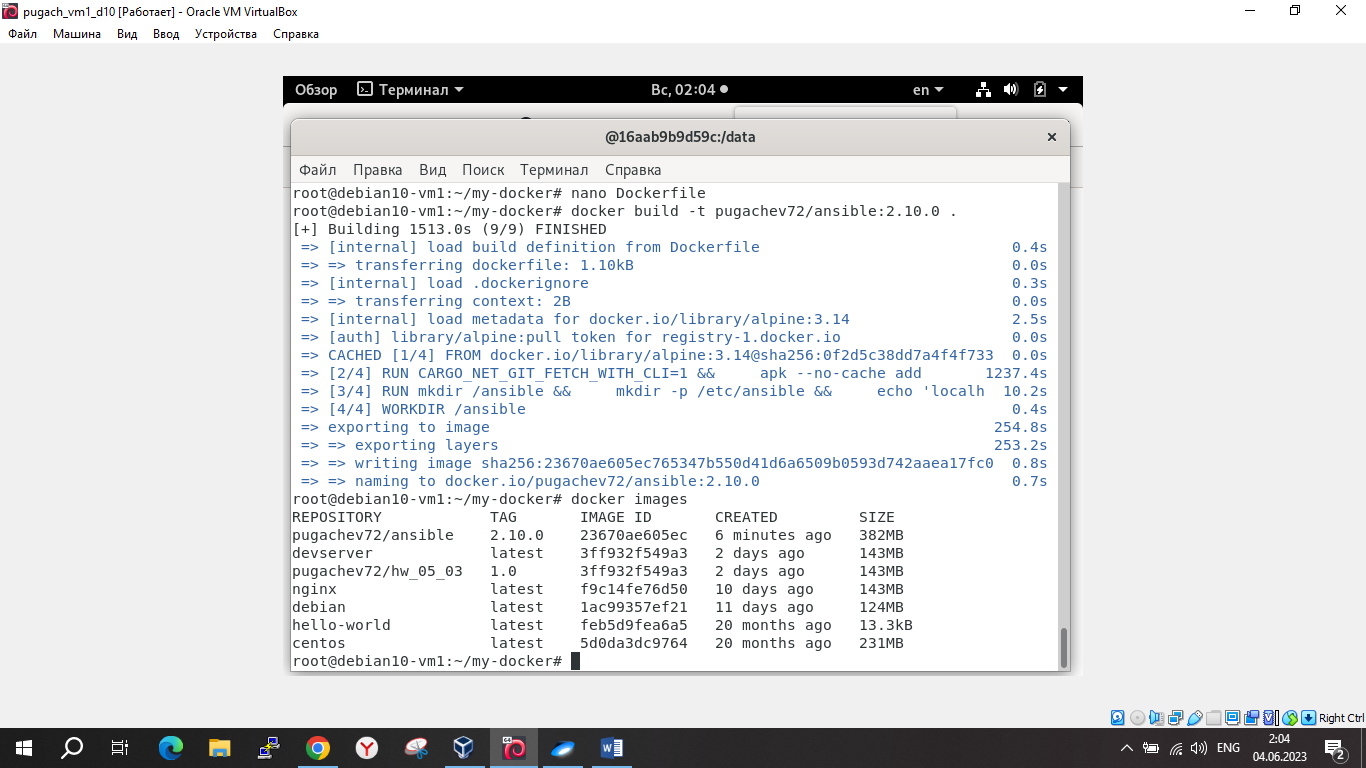 pugach_vm1_d10 [Работает] - Oracle VM VirtualBox
Файл Машина Вид Ввод Устройства Справка
Обзор Терминал Вс, 02:04 en
@16aab9b9d59c:/data
Файл Правка Вид Поиск Терминал Справка
root@debian10-vm1:~/my-docker# nano Dockerfile
root@debian10-vm1:~/my-docker# docker build -t pugachev72/ansible:2.10.0 .
[+] Building 1513.0s (9/9) FINISHED
=> [internal] load build definition from Dockerfile 0.4s
=> => transferring dockerfile: 1.10kB 0.0s
=> [internal] load .dockerignore 0.3s
=> => transferring context: 2B 0.0s
=> [internal] load metadata for docker.io/library/alpine:3.14 2.5s
=> [auth] library/alpine:pull token for registry-1.docker.io 0.0s
=> CACHED [1/4] FROM docker.io/library/alpine:3.14@sha256:0f2d5c38dd7a4f4f733 0.0s
=> [2/4] RUN CARGO_NET_GIT_FETCH_WITH_CLI=1 && apk --no-cache add 1237.4s
=> [3/4] RUN mkdir /ansible && mkdir -p /etc/ansible && echo 'localh 10.2s
=> [4/4] WORKDIR /ansible 0.4s
=> exporting to image 254.8s
=> => exporting layers 253.2s
=> => writing image sha256:23670ae605ec765347b550d41d6a6509b0593d742aaea17fc0 0.8s
=> => naming to docker.io/pugachev72/ansible:2.10.0 0.7s
root@debian10-vm1:~/my-docker# docker images
REPOSITORY TAG IMAGE ID CREATED SIZE
pugachev72/ansible 2.10.0 23670ae605ec 6 minutes ago 382MB
devserver latest 3ff932f549a3 2 days ago 143MB
pugachev72/hw_05_03 1.0 3ff932f549a3 2 days ago 143MB
nginx latest f9c14fe76d50 10 days ago 143MB
debian latest 1ac99357ef21 11 days ago 124MB
hello-world latest feb5d9fea6a5 20 months ago 13.3kB
centos latest 5d0da3dc9764 20 months ago 231MB
root@debian10-vm1:~/my-docker#
Right Ctrl
ENG 2:04
04.06.2023
2